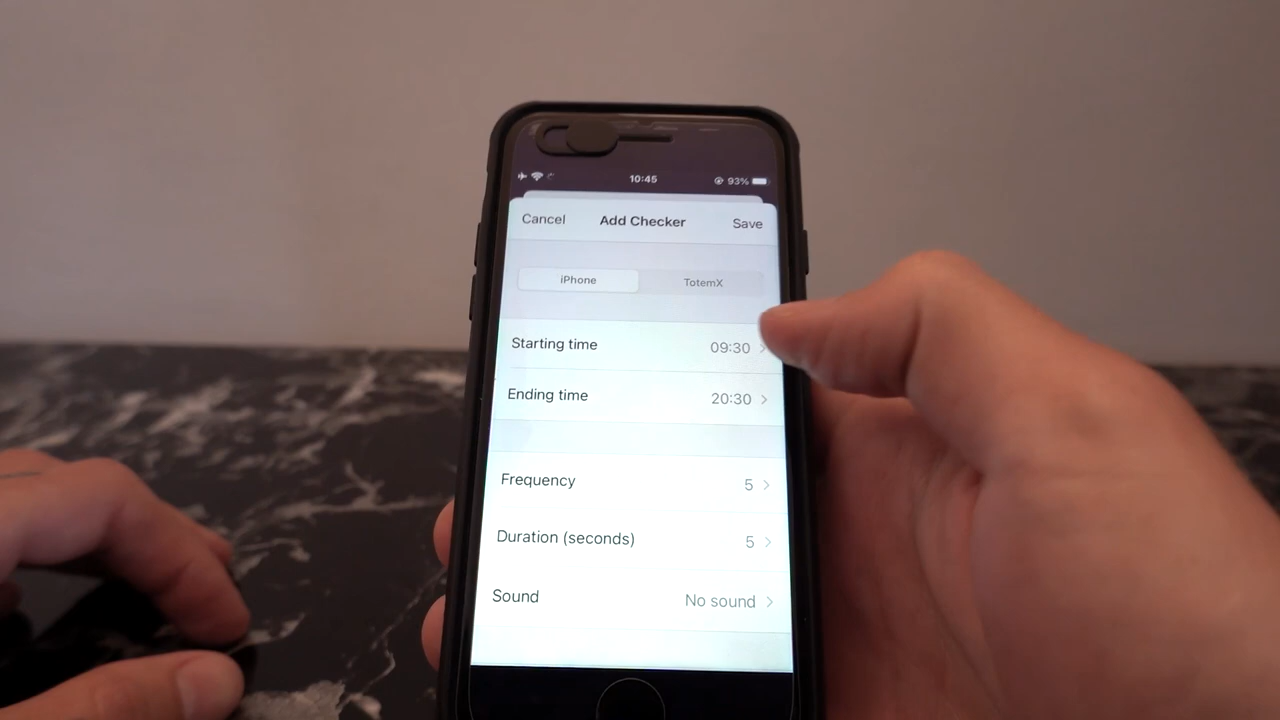 10:45 93%
Cancel Add Checker Save
iPhone TotemX
Starting time 09:30
Ending time 20:30
Frequency 5
Duration (seconds) 5
Sound No sound